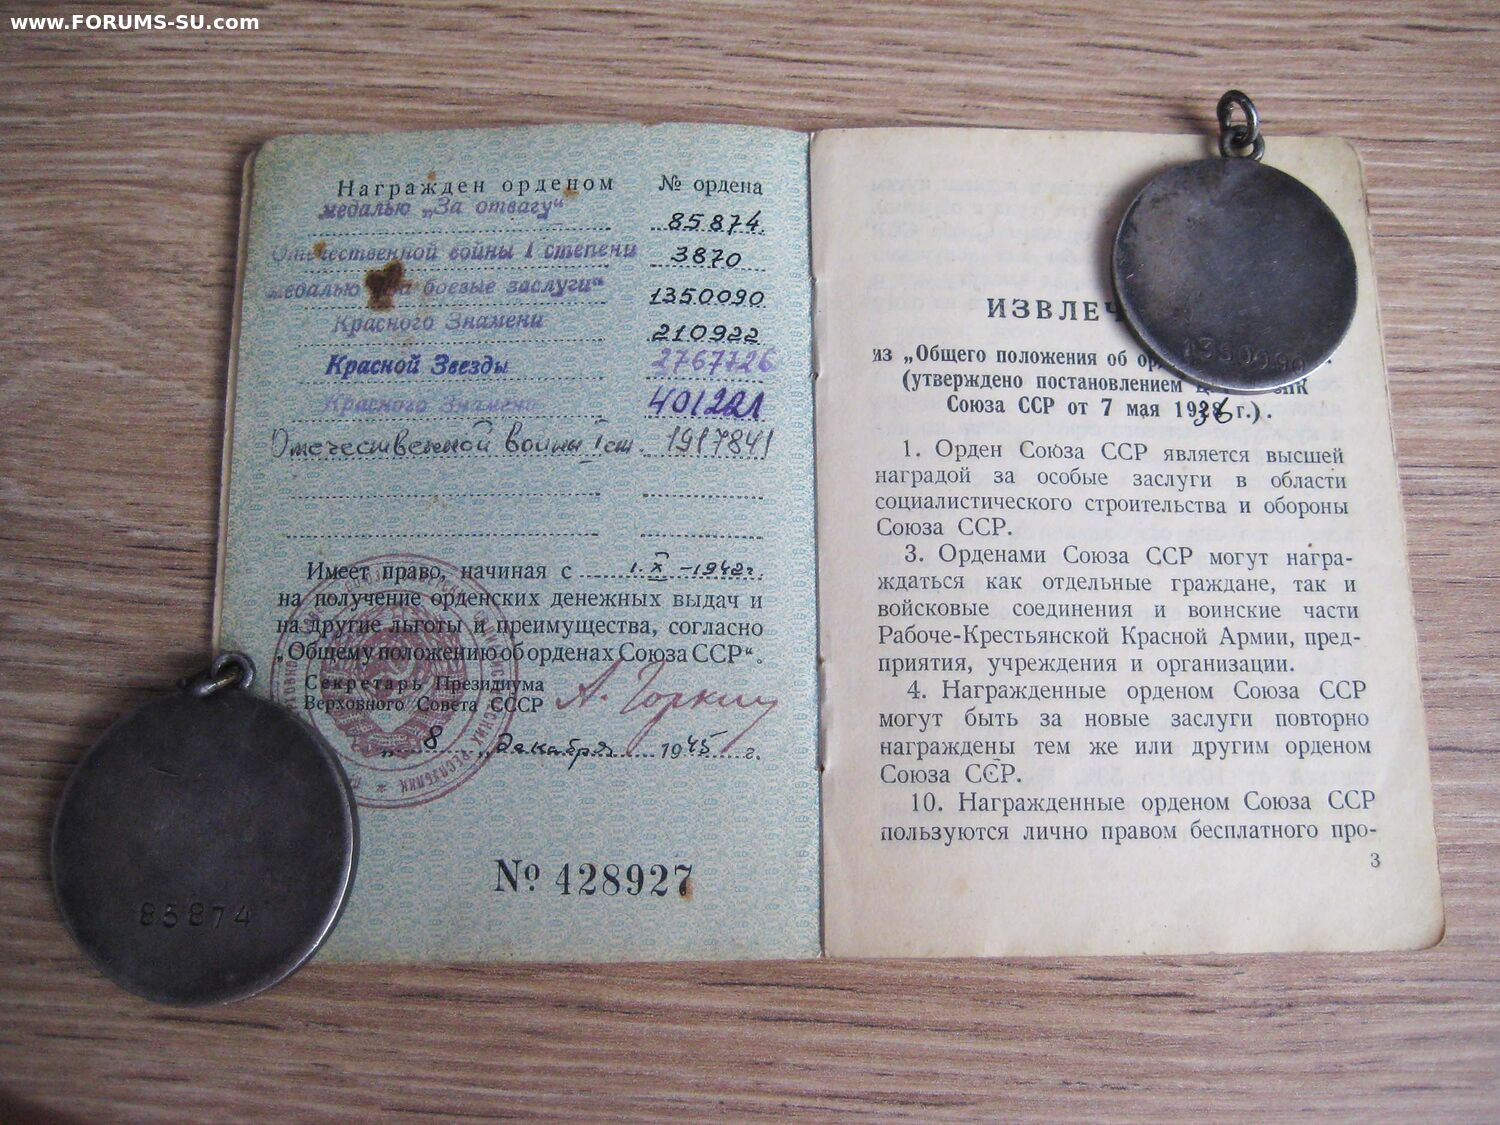 www.FORUMS-SU.com
Награжден орденом № ордена
медалью „За отвагу“ 85874
Отечественной войны I степени 3870
медалью боевые заслуги“ 1350090
Красного Знамени 210922
Красной Звезды 2767726
Красного Знамени 401221
Отечественной войны I ст. 1917841
Имеет право, начиная с 1. X -1942г.
на получение орденских денежных выдач и
на другие льготы и преимущества, согласно
„Общему положению об орденах Союза ССР“.
Секретарь Президиума
Верховного Совета СССР А. Горкин
„ 8 „ декабря 1945 г.
№ 428927
85874
ИЗВЛЕЧ
из „Общего положения об ор
(утверждено постановлением
Союза ССР от 7 мая 1936 г.).
1. Орден Союза ССР является высшей
наградой за особые заслуги в области
социалистического строительства и обороны
Союза ССР.
3. Орденами Союза ССР могут награ-
ждаться как отдельные граждане, так и
войсковые соединения и воинские части
Рабоче-Крестьянской Красной Армии, пред-
приятия, учреждения и организации.
4. Награжденные орденом Союза ССР
могут быть за новые заслуги повторно
награждены тем же или другим орденом
Союза ССР.
10. Награжденные орденом Союза ССР
пользуются лично правом бесплатного про-
3
1350090